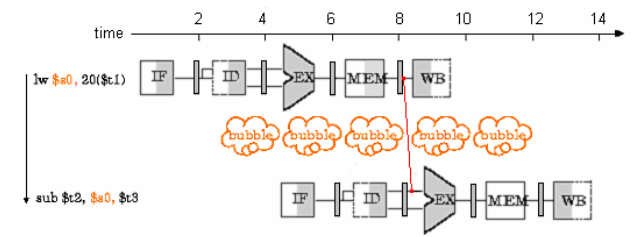 2 4 6 8 10 12 14
time
lw $s0, 20($t1) IF ID EX MEM WB
bubble bubble bubble bubble bubble
sub $t2, $s0, $t3 IF ID EX MEM WB